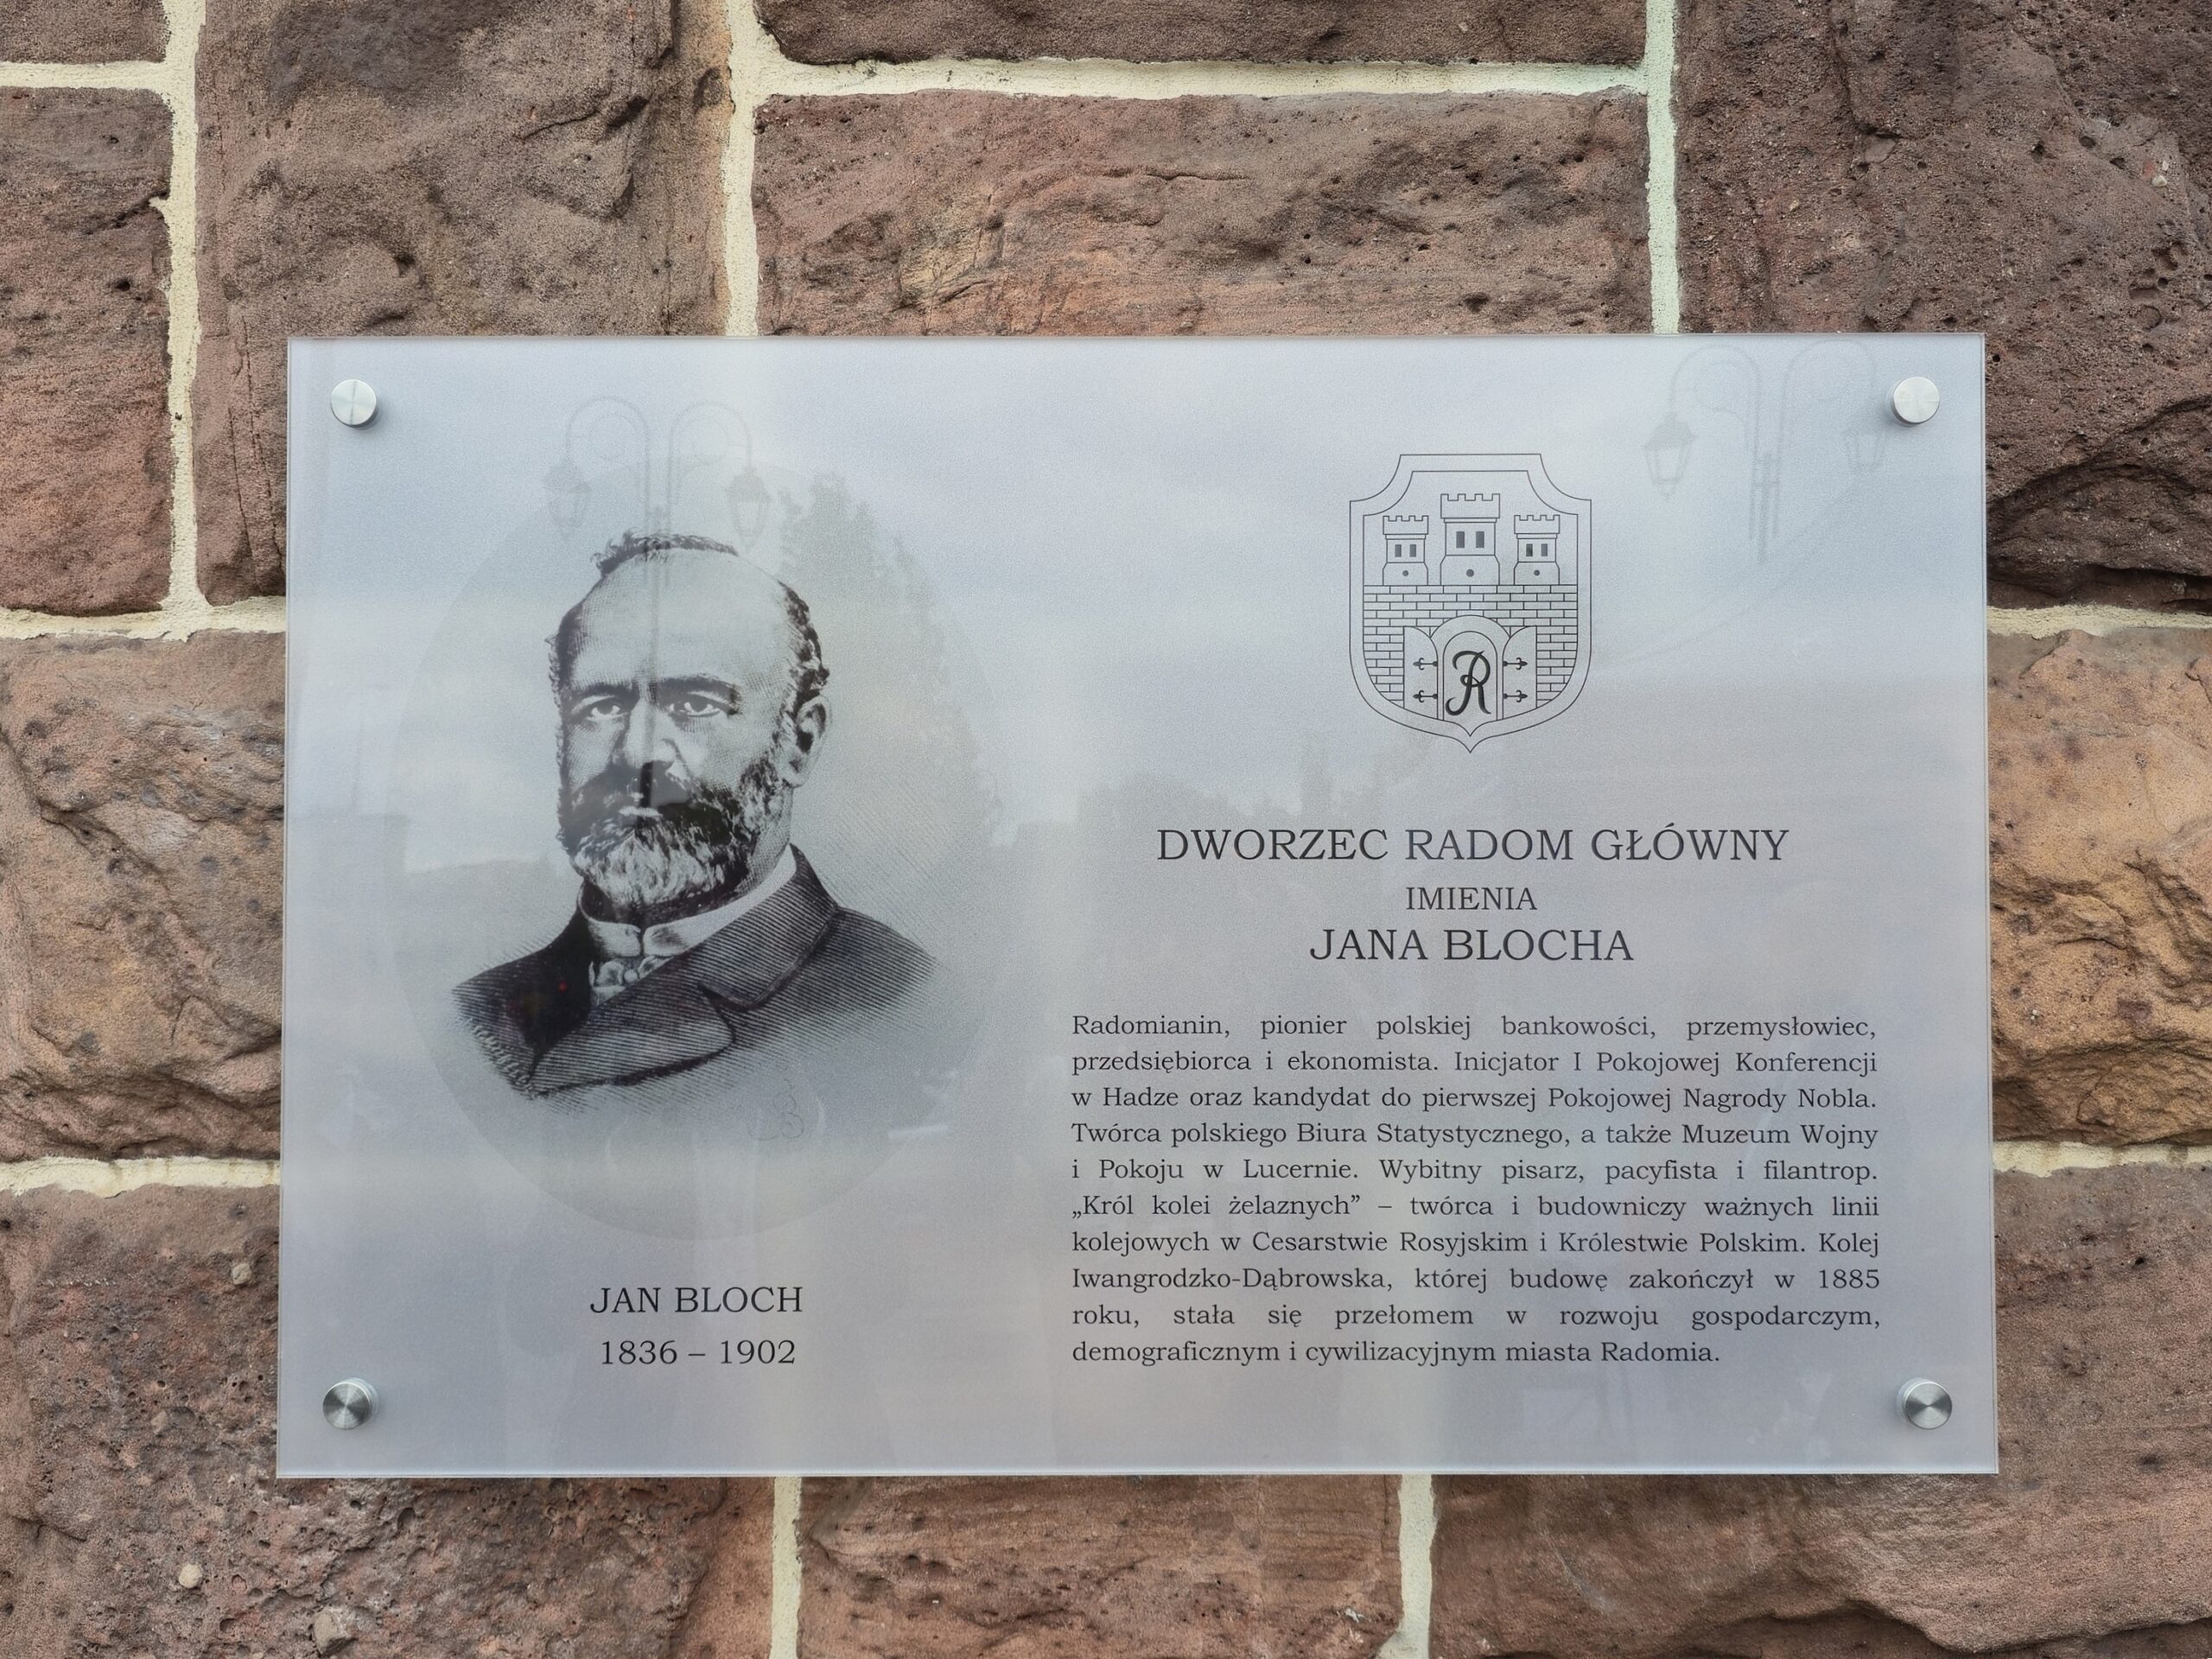 R
DWORZEC RADOM GŁÓWNY
IMIENIA
JANA BLOCHA
Radomianin, pionier polskiej bankowości, przemysłowiec,
przedsiębiorca i ekonomista. Inicjator I Pokojowej Konferencji
w Hadze oraz kandydat do pierwszej Pokojowej Nagrody Nobla.
Twórca polskiego Biura Statystycznego, a także Muzeum Wojny
i Pokoju w Lucernie. Wybitny pisarz, pacyfista i filantrop.
„Król kolei żelaznych” – twórca i budowniczy ważnych linii
kolejowych w Cesarstwie Rosyjskim i Królestwie Polskim. Kolej
Iwangrodzko-Dąbrowska, której budowę zakończył w 1885
roku, stała się przełomem w rozwoju gospodarczym,
demograficznym i cywilizacyjnym miasta Radomia.
JAN BLOCH
1836 – 1902